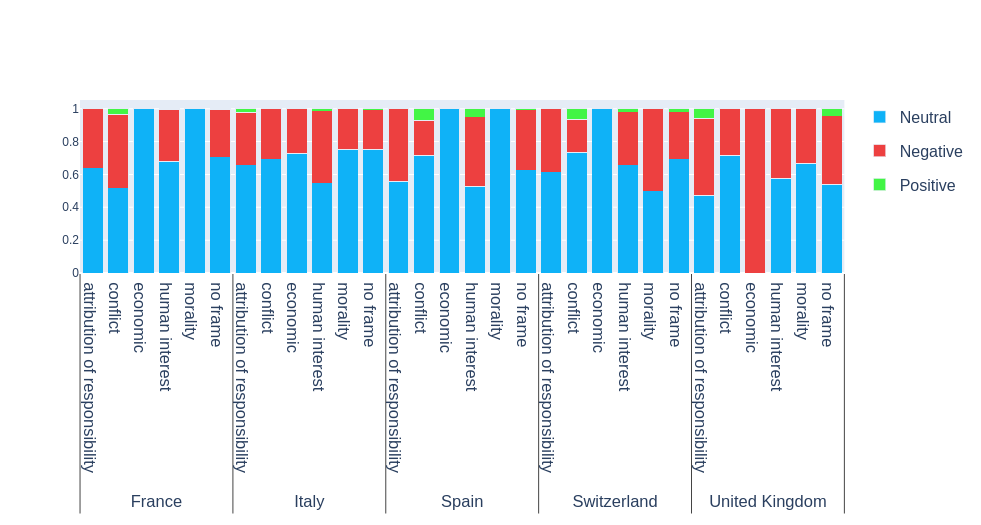 1
0.8
0.6
0.4
0.2
0
Neutral
Negative
Positive
attribution of responsibility
conflict
economic
human interest
morality
no frame
attribution of responsibility
conflict
economic
human interest
morality
no frame
attribution of responsibility
conflict
economic
human interest
morality
no frame
attribution of responsibility
conflict
economic
human interest
morality
no frame
attribution of responsibility
conflict
economic
human interest
morality
no frame
France
Italy
Spain
Switzerland
United Kingdom